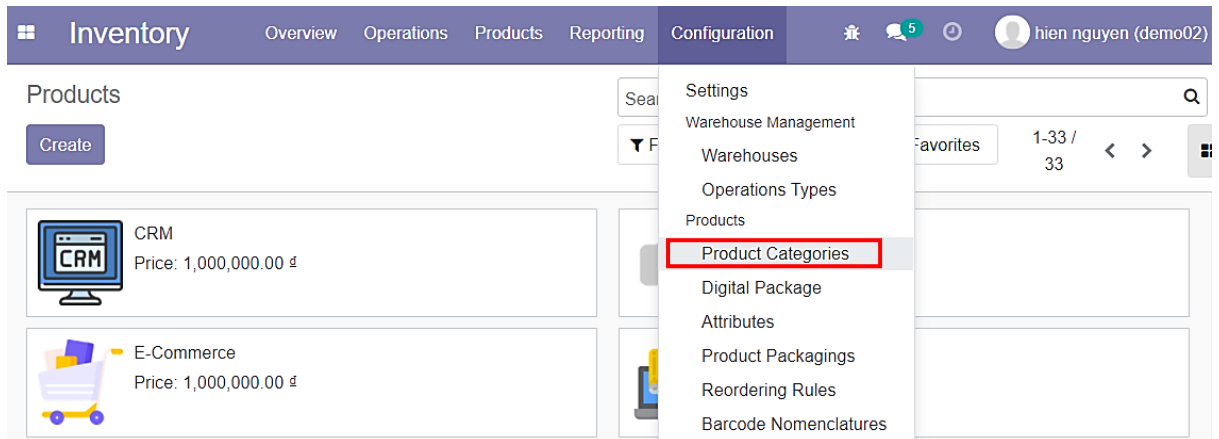 Inventory Overview Operations Products Reporting Configuration 5 hien nguyen (demo02)
Products
Sear
Create
F
Favorites
1-33 /
33
Settings
Warehouse Management
Warehouses
Operations Types
Products
Product Categories
Digital Package
Attributes
Product Packagings
Reordering Rules
Barcode Nomenclatures
CRM
CRM
Price: 1,000,000.00 ₫
E-Commerce
Price: 1,000,000.00 ₫